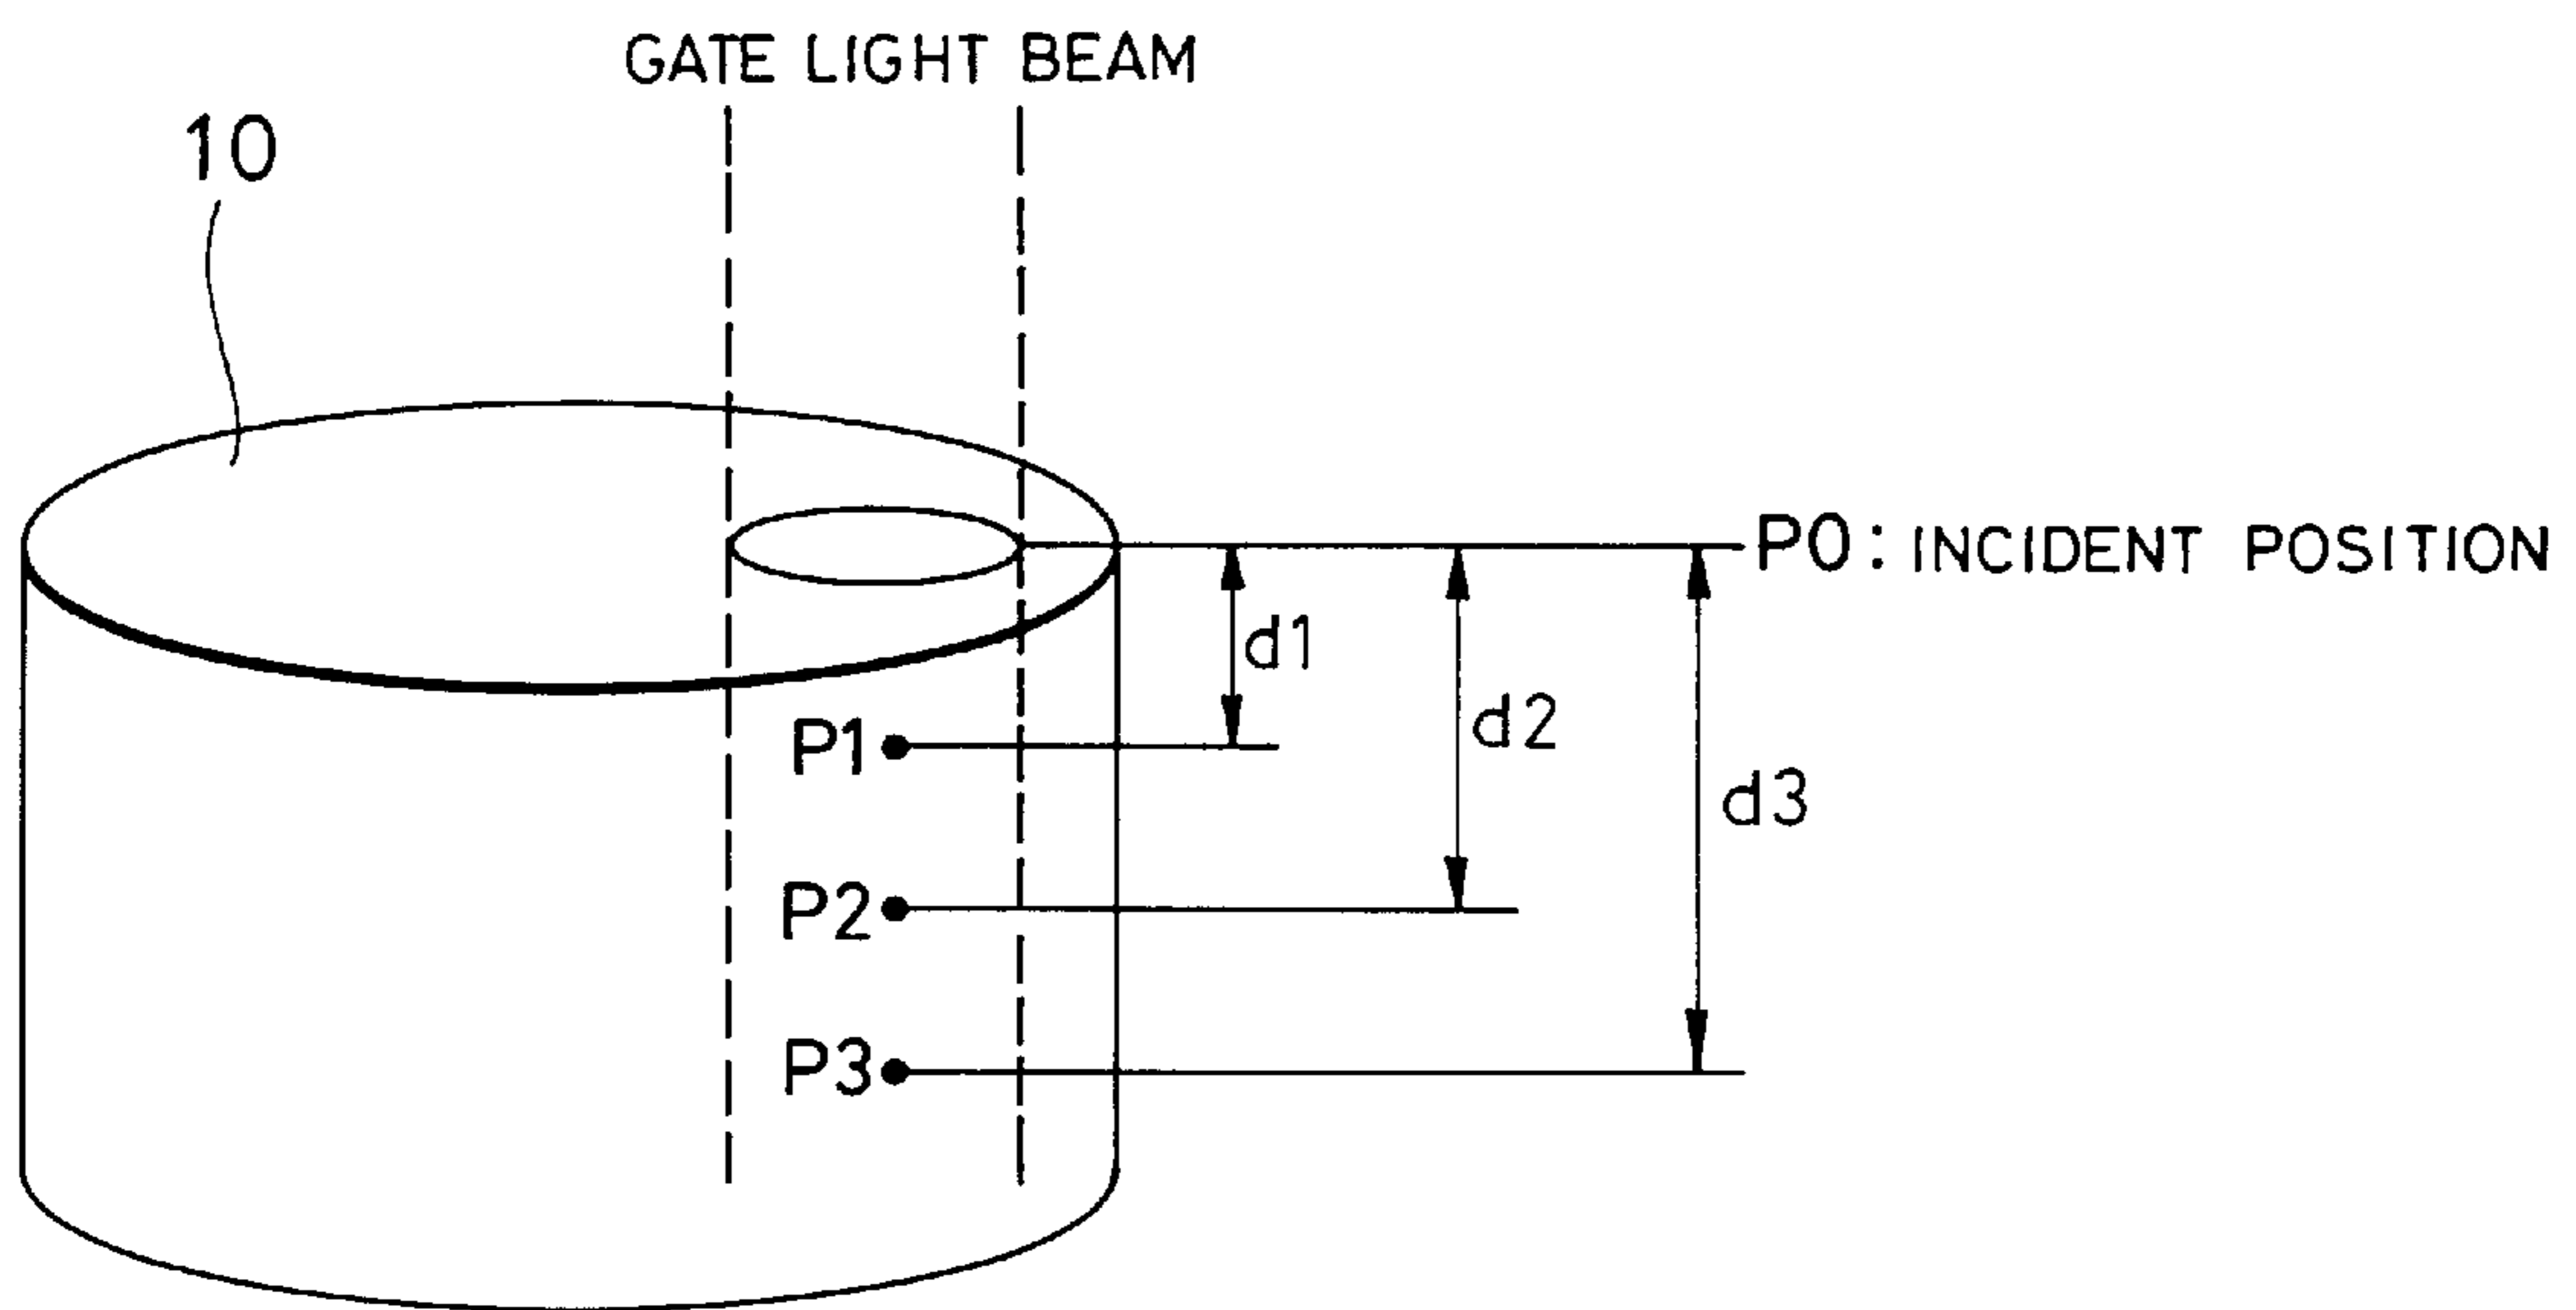 GATE LIGHT BEAM
10
P0 : INCIDENT POSITION
d1
P1
d2
d3
P2
P3